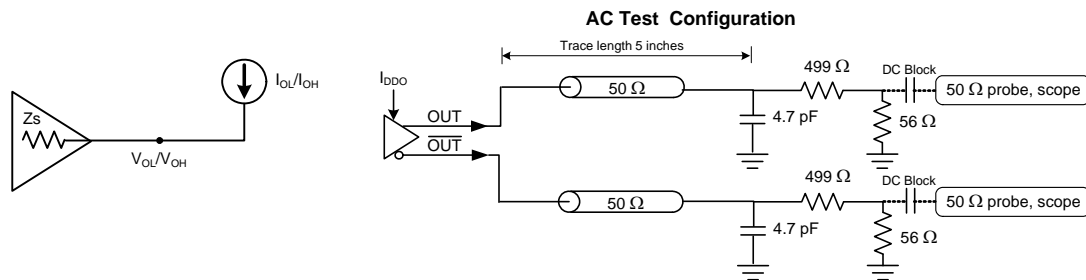 AC Test Configuration
Trace length 5 inches
I_OL/I_OH
Zs
V_OL/V_OH
I_DDO
OUT
OUT
50 Ω
4.7 pF
499 Ω
56 Ω
DC Block
50 Ω probe, scope
50 Ω
4.7 pF
499 Ω
56 Ω
DC Block
50 Ω probe, scope